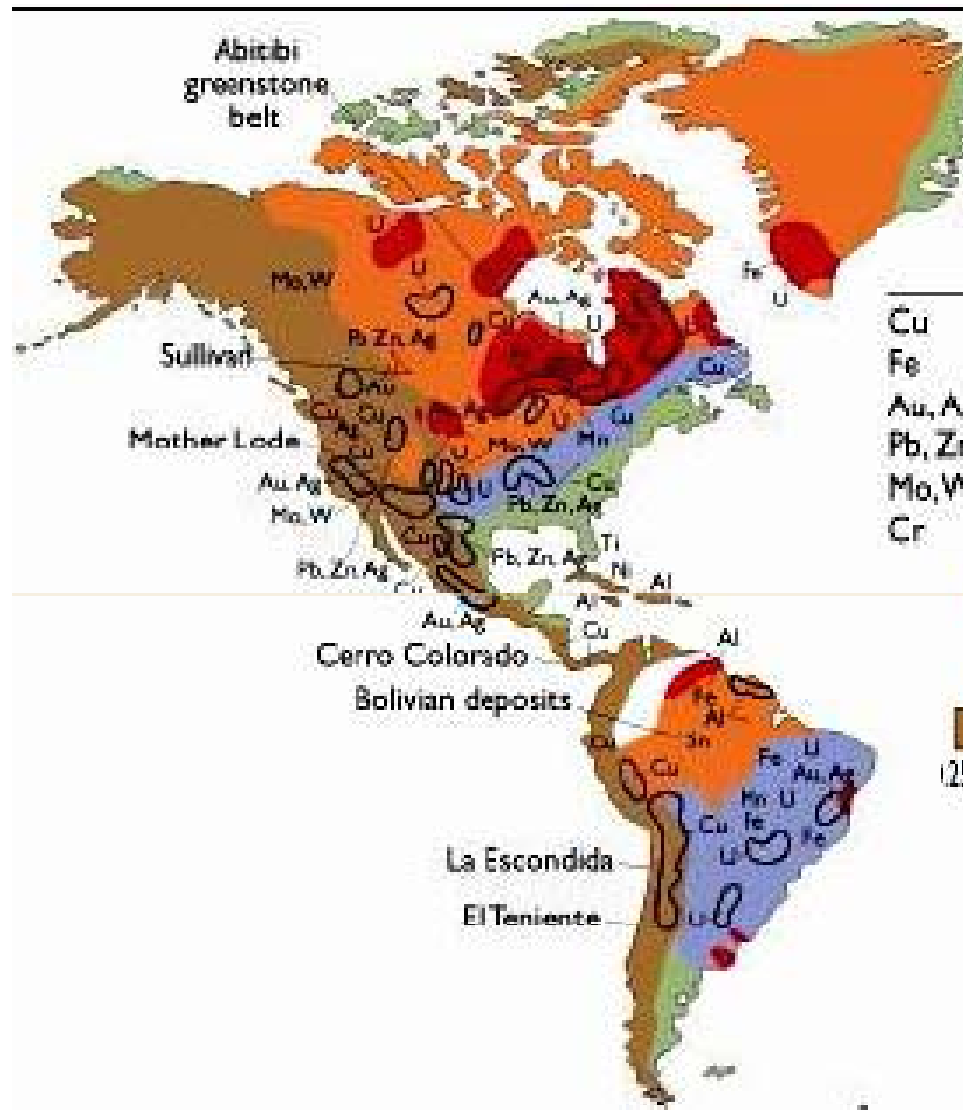 Abitibi
greenstone
belt
U
U
Mo, W
Au, Ag
U
Fe
U
Pb Zn, Ag
Sullivan
Au
Cu
Cu
Cu
Ag
Cu
Mother Lode
U
Mo, W
Mn
Cu
U
Au, Ag
Pb, Zn, Ag
Cu
Mo, W
Cu
Pb, Zn, Ag
Pb, Zn, Ag
Ti
Ni
Al
Al
Au, Ag
Cu
Al
Cerro Colorado
Bolivian deposits
Fe
Al
Sn
Cu
Cu
Fe
U
Au, Ag
Mn U
Cu
Fe
Fe
U
La Escondida
El Teniente
U
Cu
Fe
Au, A
Pb, Zn
Mo, W
Cr